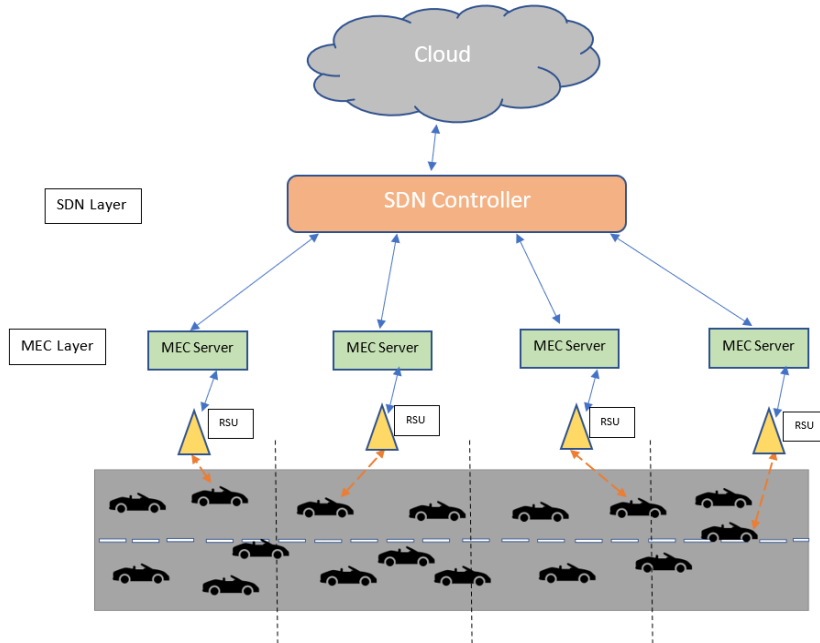 Cloud
SDN Layer
SDN Controller
MEC Layer
MEC Server
MEC Server
MEC Server
MEC Server
RSU
RSU
RSU
RSU